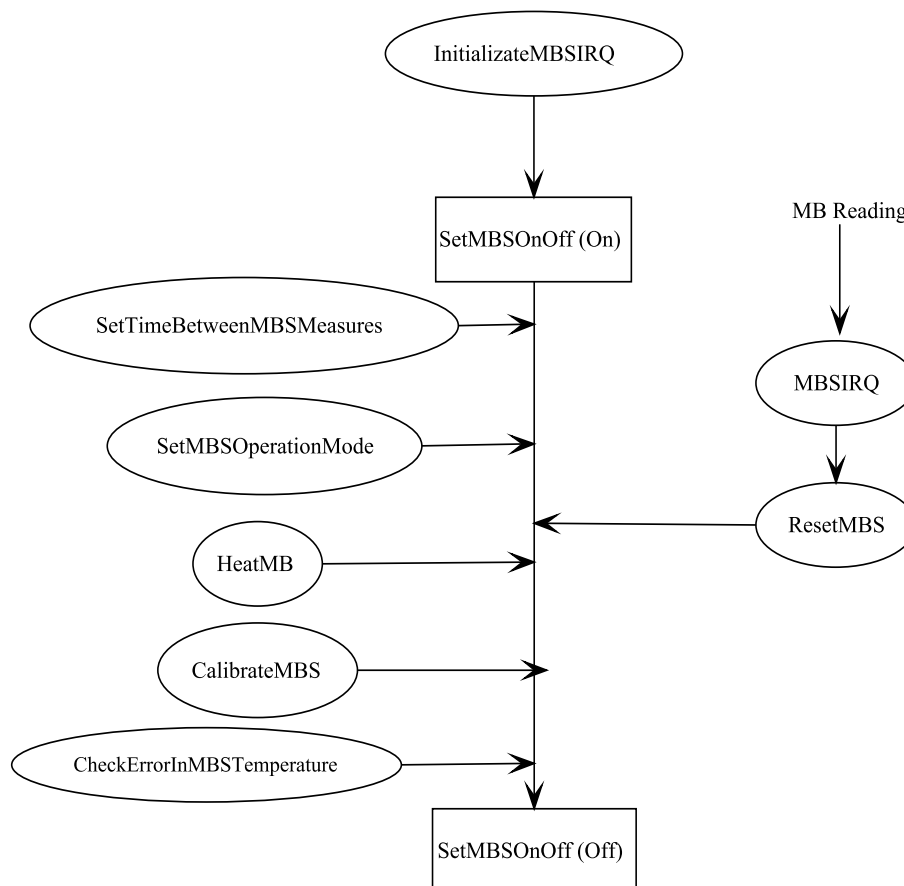 InitializateMBSIRQ
SetMBSOnOff (On)
MB Reading
SetTimeBetweenMBSMeasures
MBSIRQ
SetMBSOperationMode
ResetMBS
HeatMB
CalibrateMBS
CheckErrorInMBSTemperature
SetMBSOnOff (Off)